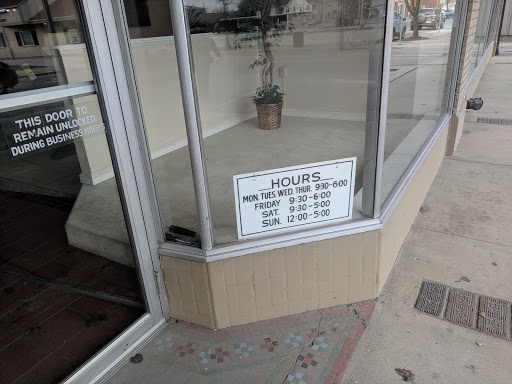 THIS DOOR TO
REMAIN UNLOCKED
DURING BUSINESS HOURS
HOURS
MON. TUES. WED. THUR. 9:30-6:00
FRIDAY 9:30-6:00
SAT. 9:30-5:00
SUN. 12:00-5:00